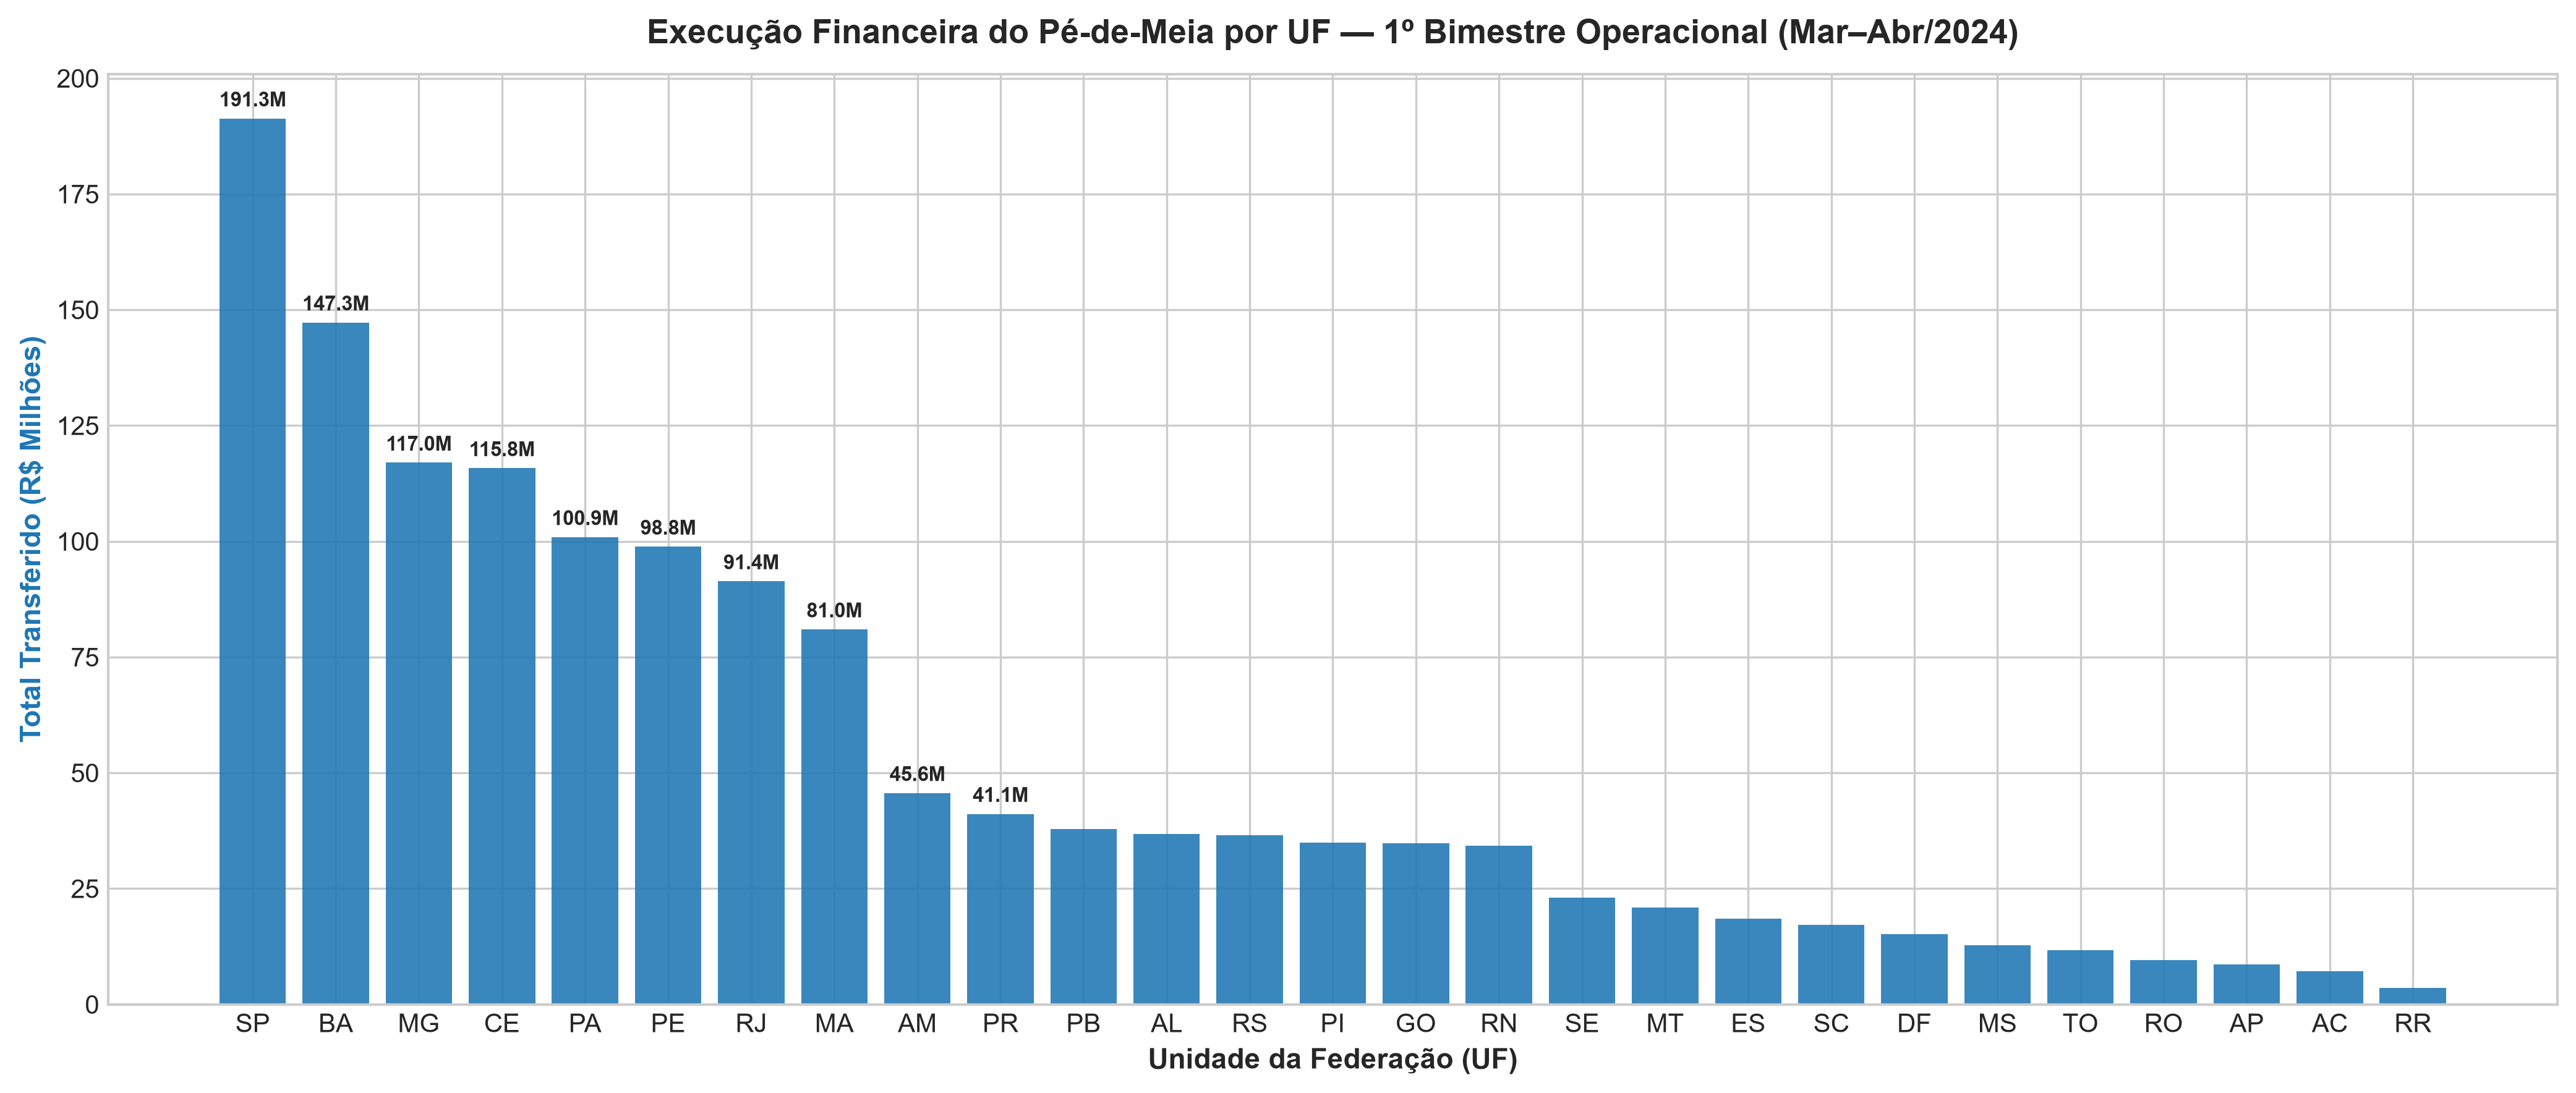 Execução Financeira do Pé-de-Meia por UF — 1º Bimestre Operacional (Mar–Abr/2024)
Total Transferido (R$ Milhões)
200
175
150
125
100
75
50
25
0
191.3M
147.3M
117.0M
115.8M
100.9M
98.8M
91.4M
81.0M
45.6M
41.1M
SP BA MG CE PA PE RJ MA AM PR PB AL RS PI GO RN SE MT ES SC DF MS TO RO AP AC RR
Unidade da Federação (UF)